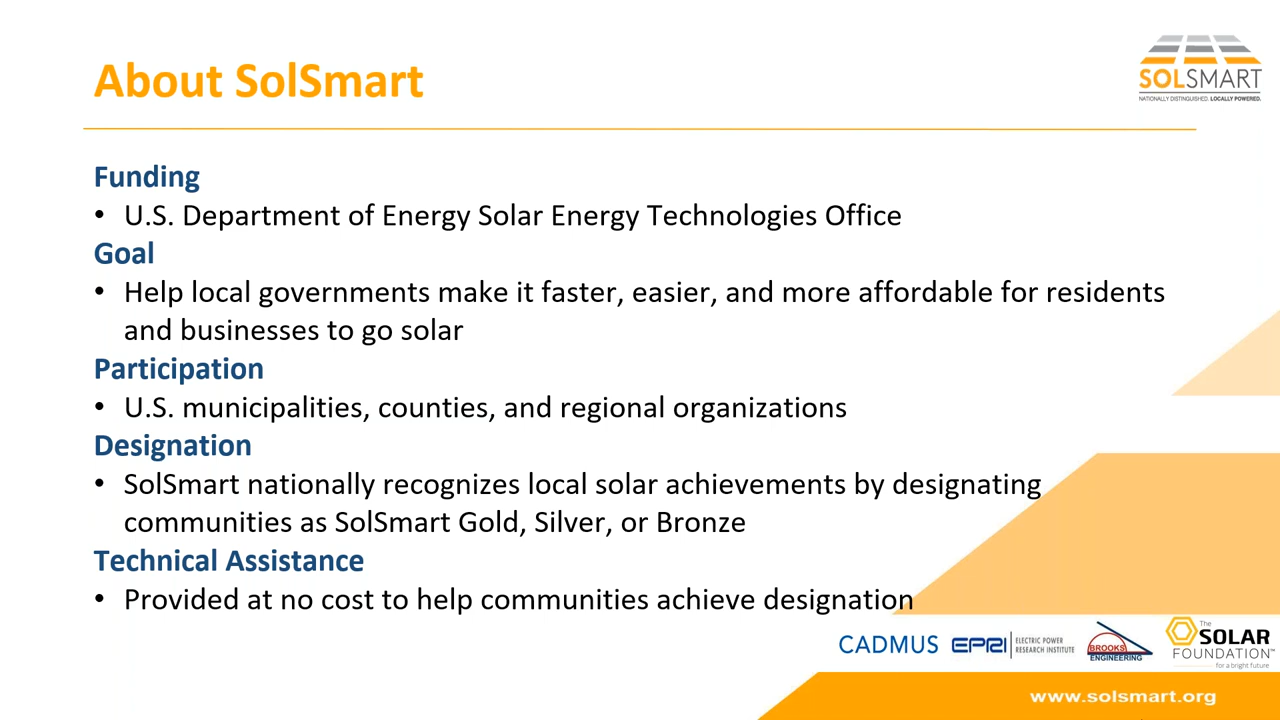 About SolSmart
SOLSMART
NATIONALLY DISTINGUISHED. LOCALLY POWERED.
Funding
• U.S. Department of Energy Solar Energy Technologies Office
Goal
• Help local governments make it faster, easier, and more affordable for residents
and businesses to go solar
Participation
• U.S. municipalities, counties, and regional organizations
Designation
• SolSmart nationally recognizes local solar achievements by designating
communities as SolSmart Gold, Silver, or Bronze
Technical Assistance
• Provided at no cost to help communities achieve designation
CADMUS
EPRI
ELECTRIC POWER
RESEARCH INSTITUTE
BROOKS
ENGINEERING
The
SOLAR
FOUNDATION™
for a bright future
www.solsmart.org